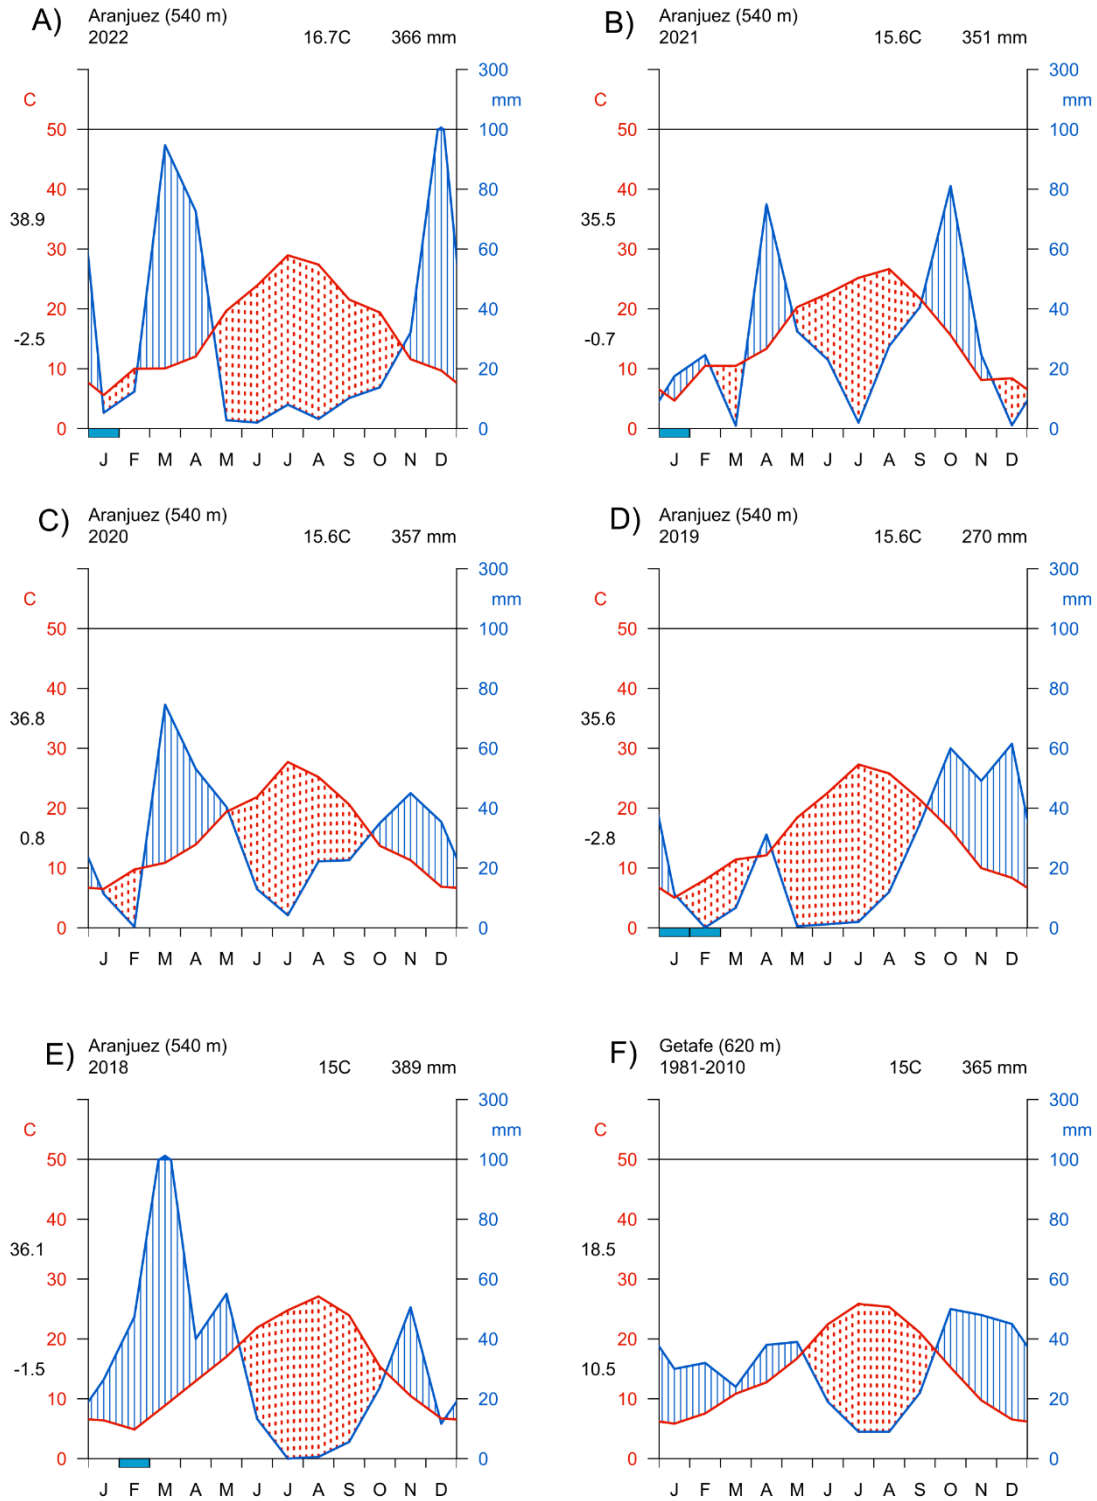 A) Aranjuez (540 m)
2022 16.7C 366 mm
300
C mm
50 100
40 80
38.9
30 60
20 40
-2.5
10 20
0 0
J F M A M J J A S O N D
B) Aranjuez (540 m)
2021 15.6C 351 mm
300
C mm
50 100
40 80
35.5
30 60
20 40
-0.7
10 20
0 0
J F M A M J J A S O N D
C) Aranjuez (540 m)
2020 15.6C 357 mm
300
C mm
50 100
40 80
36.8
30 60
20 40
0.8
10 20
0 0
J F M A M J J A S O N D
D) Aranjuez (540 m)
2019 15.6C 270 mm
300
C mm
50 100
40 80
35.6
30 60
20 40
-2.8
10 20
0 0
J F M A M J J A S O N D
E) Aranjuez (540 m)
2018 15C 389 mm
300
C mm
50 100
40 80
36.1
30 60
20 40
-1.5
10 20
0 0
J F M A M J J A S O N D
F) Getafe (620 m)
1981-2010 15C 365 mm
300
C mm
50 100
40 80
18.5
30 60
20 40
10.5
10 20
0 0
J F M A M J J A S O N D